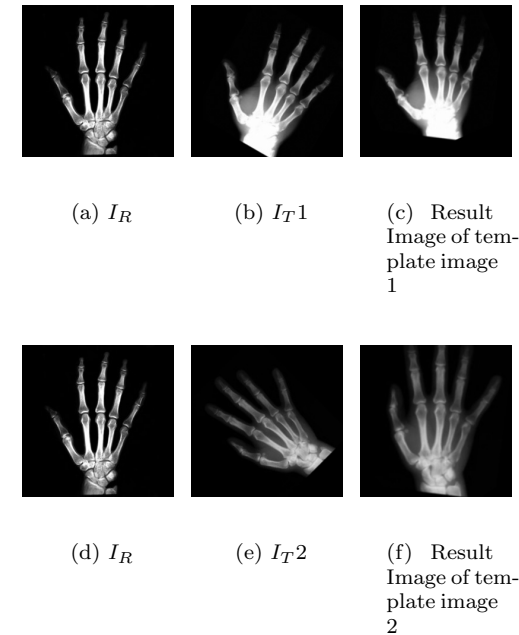 (a) I_R
(b) I_T1
(c) Result
Image of tem-
plate image
1
(d) I_R
(e) I_T2
(f) Result
Image of tem-
plate image
2